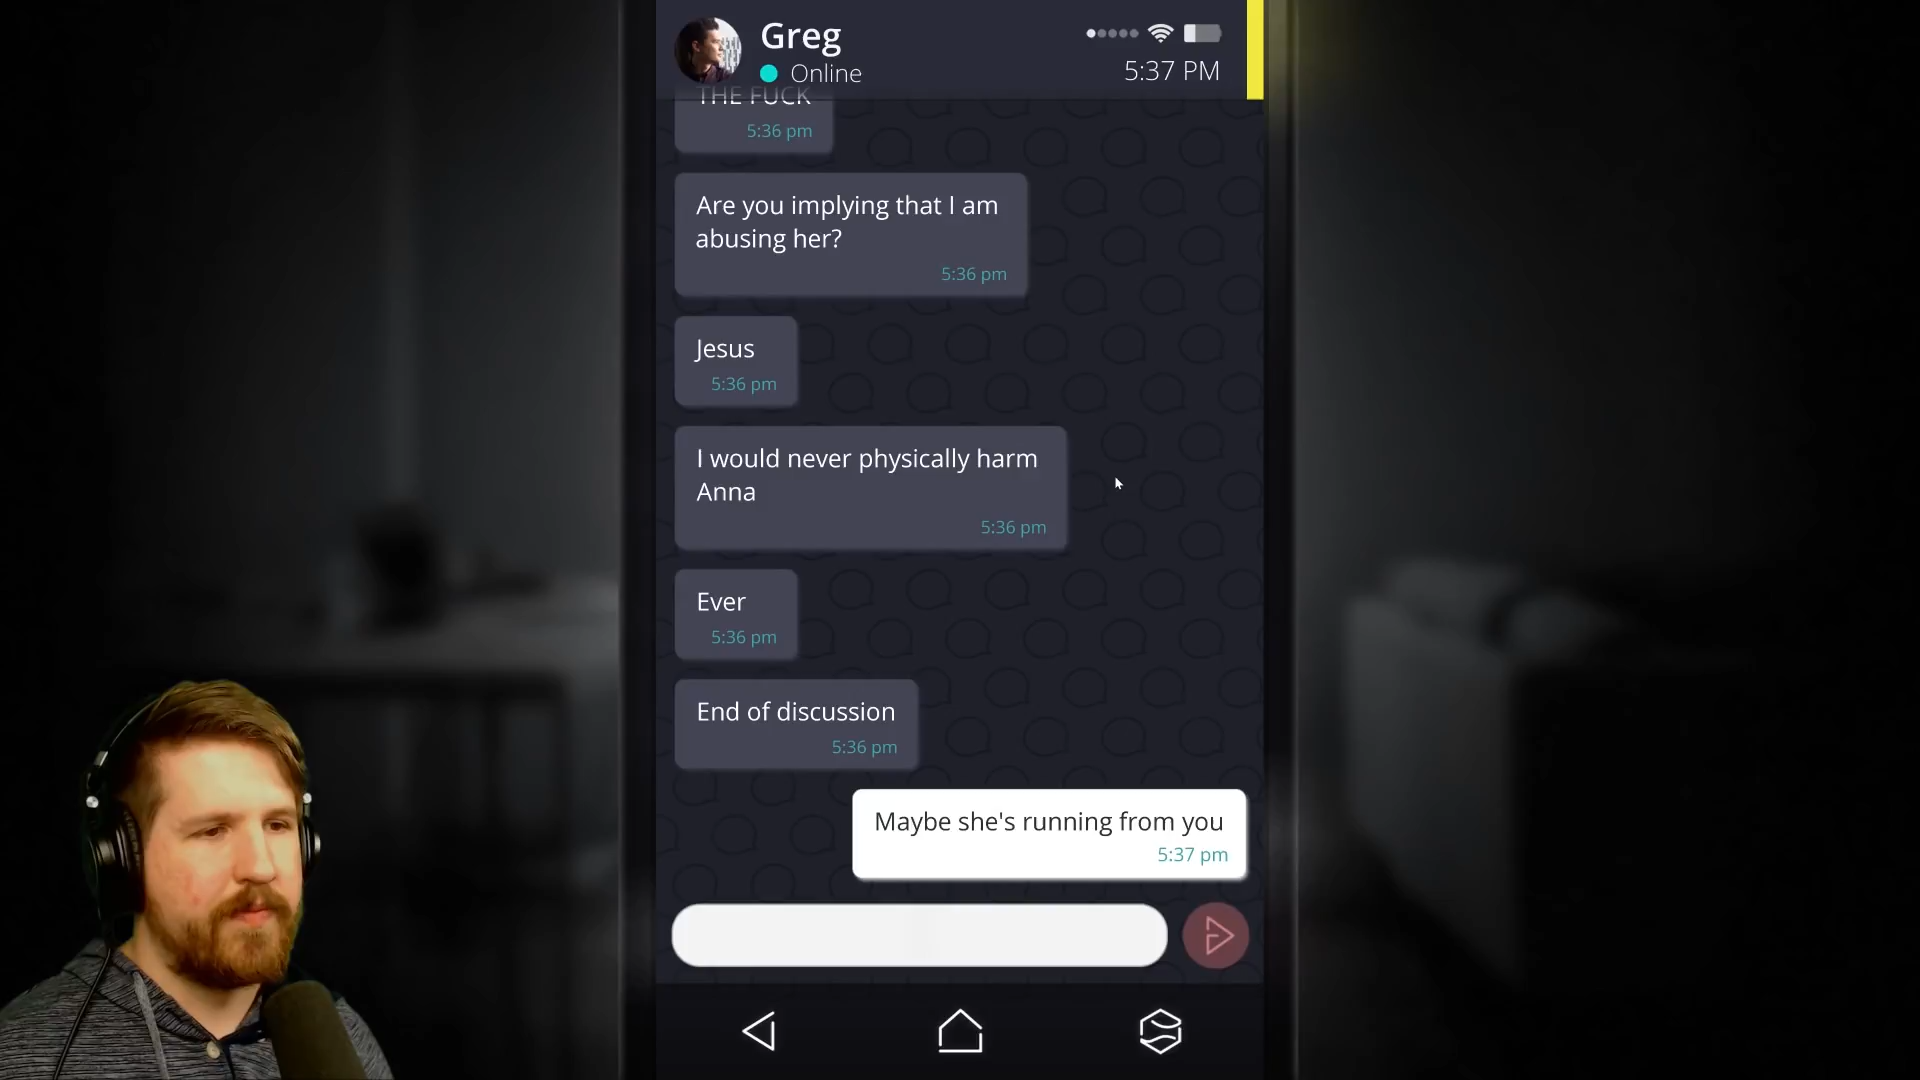 Greg
Online
5:37 PM
THE FUCK
5:36 pm
Are you implying that I am
abusing her?
5:36 pm
Jesus
5:36 pm
I would never physically harm
Anna
5:36 pm
Ever
5:36 pm
End of discussion
5:36 pm
Maybe she's running from you
5:37 pm